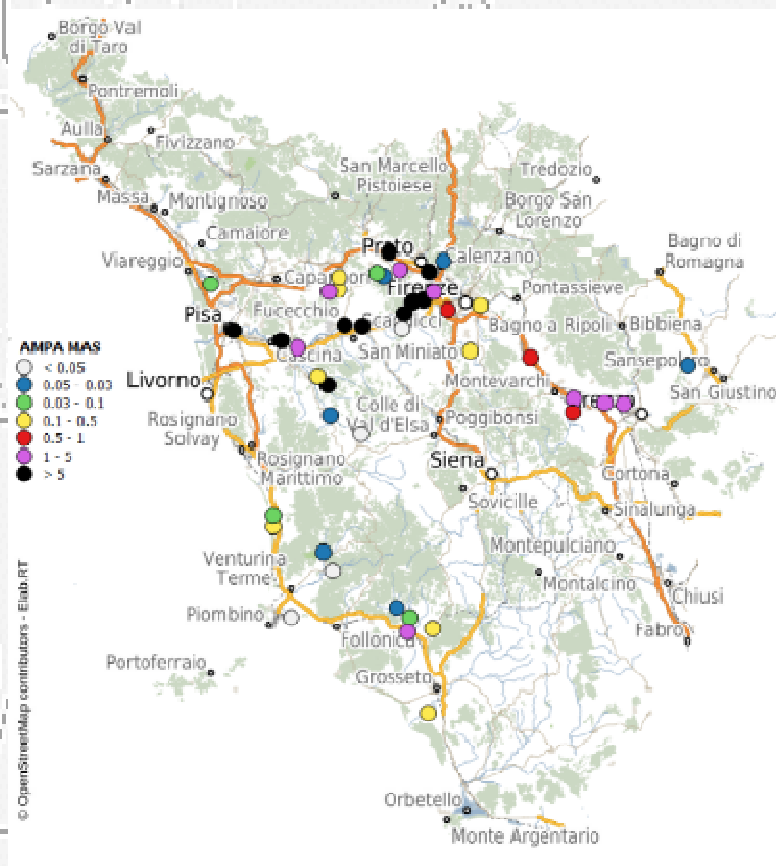 Borgo Val
di Taro
Pontremoli
Aulla
Fivizzano
Sarzana
San Marcello
Pistoiese
Tredozio
Massa
Montignoso
Borgo San
Lorenzo
Camaiore
Prato
Calenzano
Bagno di
Romagna
Viareggio
Firenze
Pontassieve
Pisa
Fucecchio
Bagno a Ripoli
Bibbiena
AMPA MAS
< 0.05
0.05 - 0.03
0.03 - 0.1
0.1 - 0.5
0.5 - 1
1 - 5
> 5
Cascina
San Miniato
Sansepolcro
Livorno
Montevarchi
San Giustino
Rosignano
Solvay
Colle di
Val d'Elsa
Poggibonsi
Rosignano
Marittimo
Siena
Cortona
Sovicille
Sinalunga
Montepulciano
Venturina
Terme
Montalcino
Chiusi
Piombino
Follonica
Fabro
Portoferraio
Grosseto
Orbetello
Monte Argentario
© OpenStreetMap contributors - Elab.RT